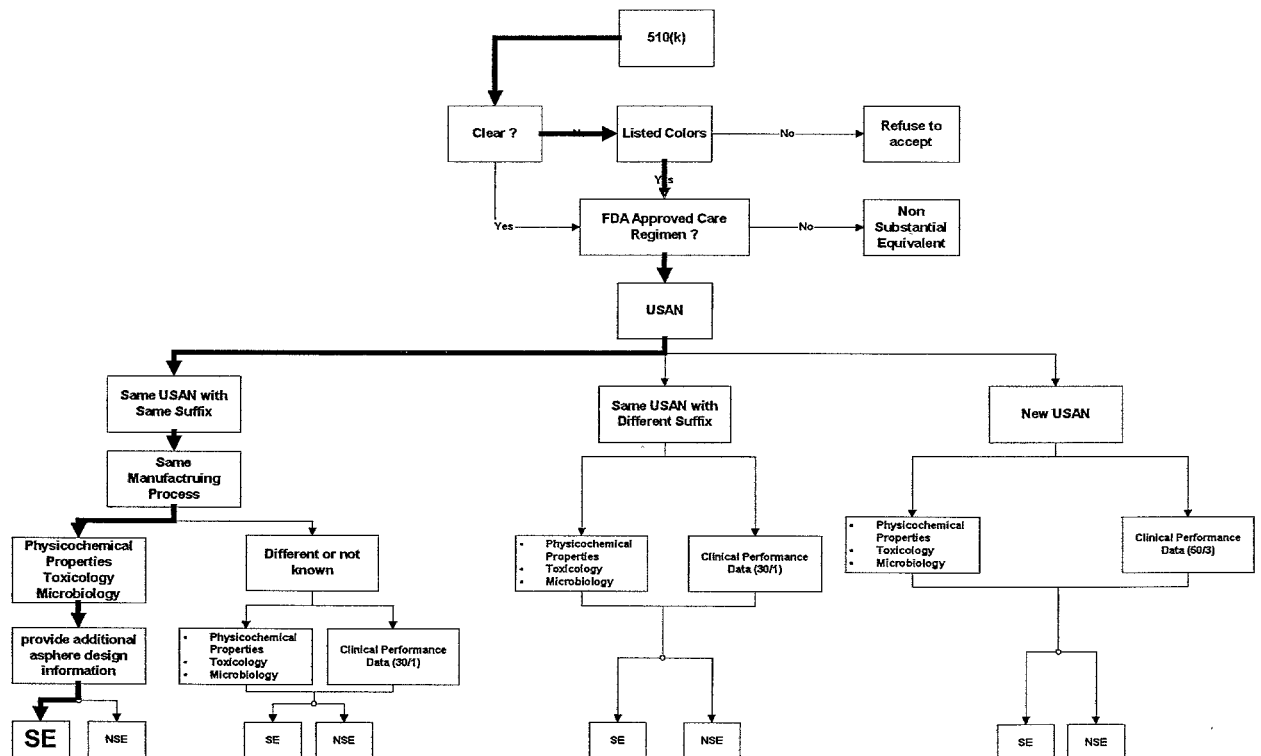 510(k)
Clear ?
Listed Colors
No
Refuse to
accept
Yes
Yes
FDA Approved Care
Regimen ?
No
Non
Substantial
Equivalent
USAN
Same USAN with
Same Suffix
Same USAN with
Different Suffix
New USAN
Same
Manufactruing
Process
Physicochemical
Properties
Toxicology
Microbiology
Different or not
known
• Physicochemical
Properties
• Toxicology
• Microbiology
Clinical Performance
Data (30/1)
• Physicochemical
Properties
• Toxicology
• Microbiology
Clinical Performance
provide additional
asphere design
information
• Physicochemical
Properties
• Toxicology
• Microbiology
Clinical Performance
Data (30/1)
SE
NSE
SE
NSE
SE
NSE
SE
NSE